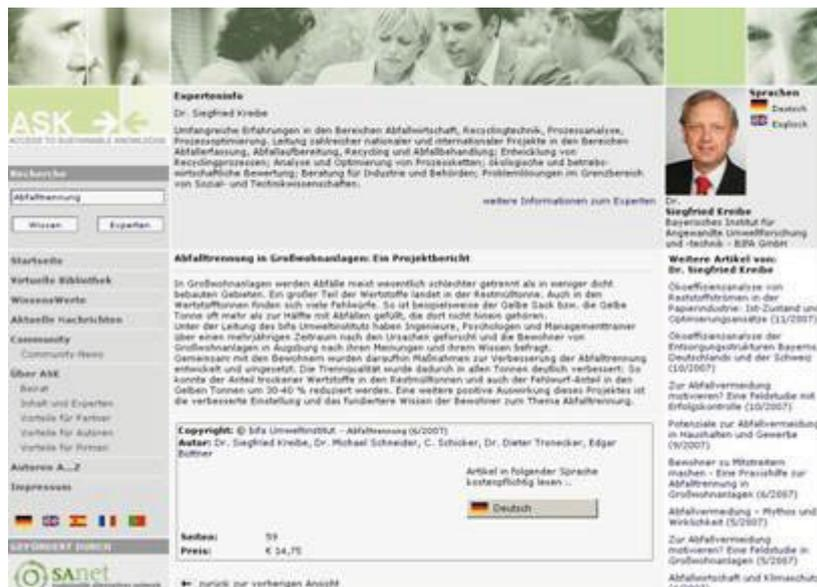 ASK
ACCESS TO SUSTAINABLE KNOWLEDGE
Recherche
Abfalltrennung
Wissen
Experten
Startseite
Virtuelle Bibliothek
WissensWerte
Aktuelle Nachrichten
Community
Community News
Über ASK
Beirat
Inhalt und Experten
Vorteile für Partner
Vorteile für Autoren
Vorteile für Firmen
Autoren A...Z
Impressum
GEFÖRDERT DURCH
SAnet
Experteninfo
Dr. Siegfried Kreibe
Umfangreiche Erfahrungen in den Bereichen Abfallwirtschaft, Recyclingtechnik, Prozessanalyse,
Prozessoptimierung, Leitung zahlreicher nationaler und internationaler Projekte in den Bereichen
Abfallerfassung, Abfallaufbereitung, Recycling und Abfallbehandlung; Entwicklung von
Recyclingprozessen; Analyse und Optimierung von Prozessketten; ökologische und betriebs-
wirtschaftliche Bewertung; Beratung für Industrie und Behörden; Problemlösungen im Grenzbereich
von Sozial- und Technikwissenschaften.
weitere Informationen zum Experten
Abfalltrennung in Großwohnanlagen: Ein Projektbericht
In Großwohnanlagen werden Abfälle meist wesentlich schlechter getrennt als in weniger dicht
bebauten Gebieten. Ein großer Teil der Wertstoffe landet in der Restmülltonne. Auch in den
Wertstofftonnen finden sich viele Fehlwürfe. So ist beispielsweise der Gelbe Sack bzw. die Gelbe
Tonne oft mehr als zur Hälfte mit Abfällen gefüllt, die dort nicht hinein gehören.
Unter der Leitung des bifa Umweltinstituts haben Ingenieure, Psychologen und Managementtrainer
über einen mehrjährigen Zeitraum nach den Ursachen geforscht und die Bewohner von
Großwohnanlagen in Augsburg nach ihren Meinungen und ihrem Wissen befragt.
Gemeinsam mit den Bewohnern wurden daraufhin Maßnahmen zur Verbesserung der Abfalltrennung
entwickelt und umgesetzt. Die Trennqualität wurde dadurch in allen Tonnen deutlich verbessert: So
konnte der Anteil trockener Wertstoffe in den Restmülltonnen und auch der Fehlwurf-Anteil in den
Gelben Tonnen um 30-40 % reduziert werden. Eine weitere positive Auswirkung dieses Projektes ist
die verbesserte Einstellung und das fundiertere Wissen der Bewohner zum Thema Abfalltrennung.
Copyright: © bifa Umweltinstitut - Abfalltrennung (6/2007)
Autor: Dr. Siegfried Kreibe, Dr. Michael Schneider, C. Schicker, Dr. Dieter Tronecker, Edgar
Büttner
Artikel in folgender Sprache
kostenpflichtig lesen ..
Deutsch
Seiten: 59
Preis: € 14,75
zurück zur vorherigen Ansicht
Sprachen
Deutsch
Englisch
Dr.
Siegfried Kreibe
Bayerisches Institut für
Angewandte Umweltforschung
und -technik - BIFA GmbH
Weitere Artikel von:
Dr. Siegfried Kreibe
Ökoeffizienzanalyse von
Reststoffströmen in der
Papierindustrie: Ist-Zustand und
Optimierungsansätze (11/2007)
Ökoeffizienzanalyse der
Entsorgungsstrukturen Bayerns,
Deutschlands und der Schweiz
(10/2007)
Zur Abfallvermeidung
motivieren? Eine Feldstudie mit
Erfolgskontrolle (10/2007)
Potenziale zur Abfallvermeidung
in Haushalten und Gewerbe
(9/2007)
Bewohner zu Mitstreitern
machen - Eine Praxishilfe zur
Abfalltrennung in
Großwohnanlagen (6/2007)
Abfallvermeidung - Mythos und
Wirklichkeit (5/2007)
Zur Abfallvermeidung
motivieren? Eine Feldstudie in
Großwohnanlagen (5/2007)
Abfallwirtschaft und Klimaschutz